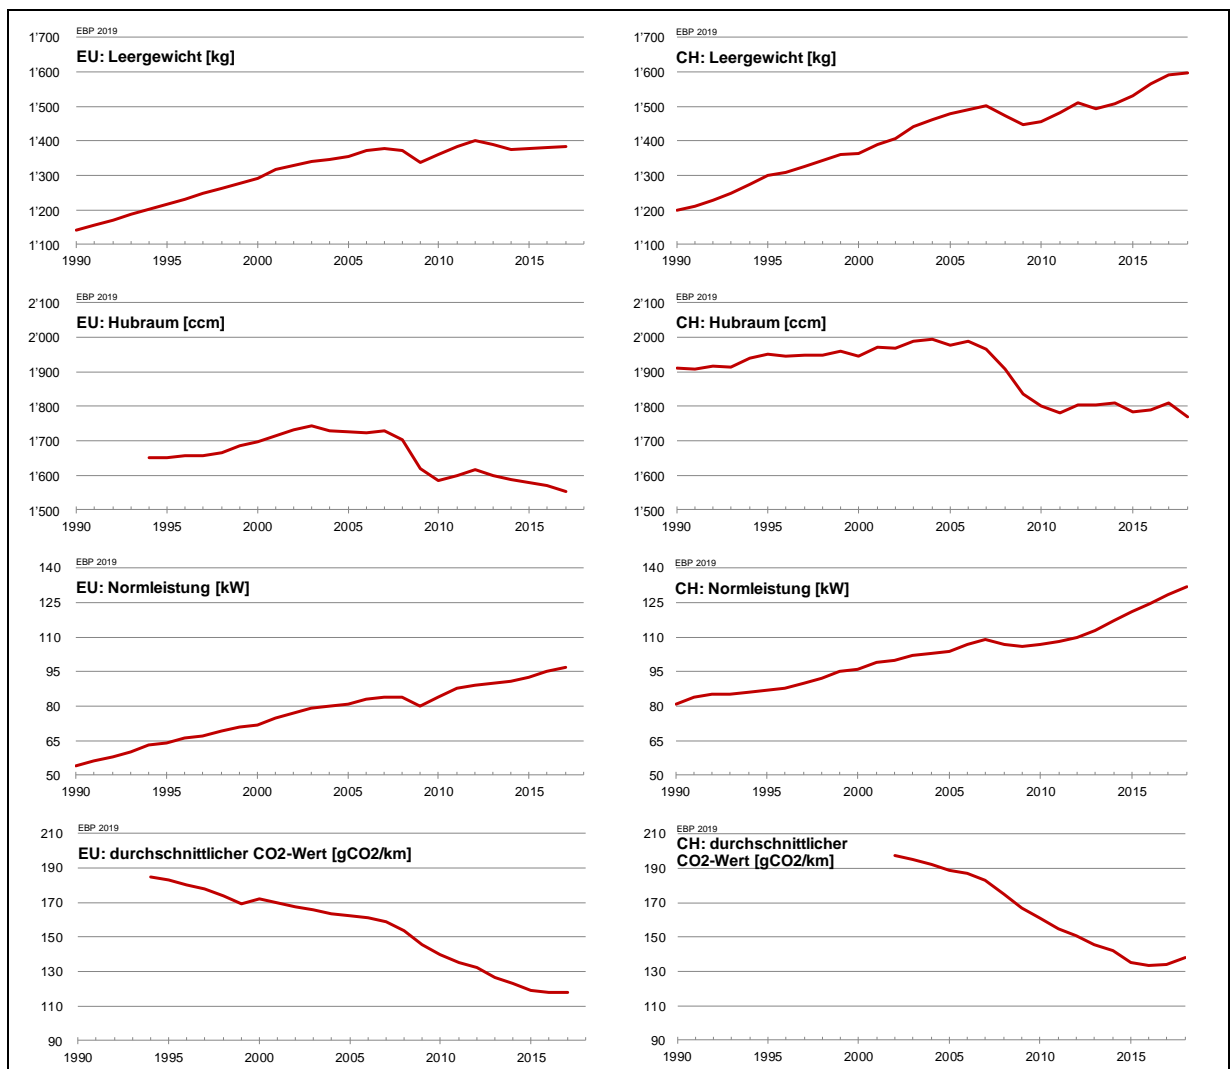 EBP 2019
EU: Leergewicht [kg]
1'700
1'600
1'500
1'400
1'300
1'200
1'100
1990 1995 2000 2005 2010 2015
EBP 2019
CH: Leergewicht [kg]
1'700
1'600
1'500
1'400
1'300
1'200
1'100
1990 1995 2000 2005 2010 2015
EBP 2019
EU: Hubraum [ccm]
2'100
2'000
1'900
1'800
1'700
1'600
1'500
1990 1995 2000 2005 2010 2015
EBP 2019
CH: Hubraum [ccm]
2'100
2'000
1'900
1'800
1'700
1'600
1'500
1990 1995 2000 2005 2010 2015
EBP 2019
EU: Normleistung [kW]
140
125
110
95
80
65
50
1990 1995 2000 2005 2010 2015
EBP 2019
CH: Normleistung [kW]
140
125
110
95
80
65
50
1990 1995 2000 2005 2010 2015
EBP 2019
EU: durchschnittlicher CO2-Wert [gCO2/km]
210
190
170
150
130
110
90
1990 1995 2000 2005 2010 2015
EBP 2019
CH: durchschnittlicher
CO2-Wert [gCO2/km]
210
190
170
150
130
110
90
1990 1995 2000 2005 2010 2015